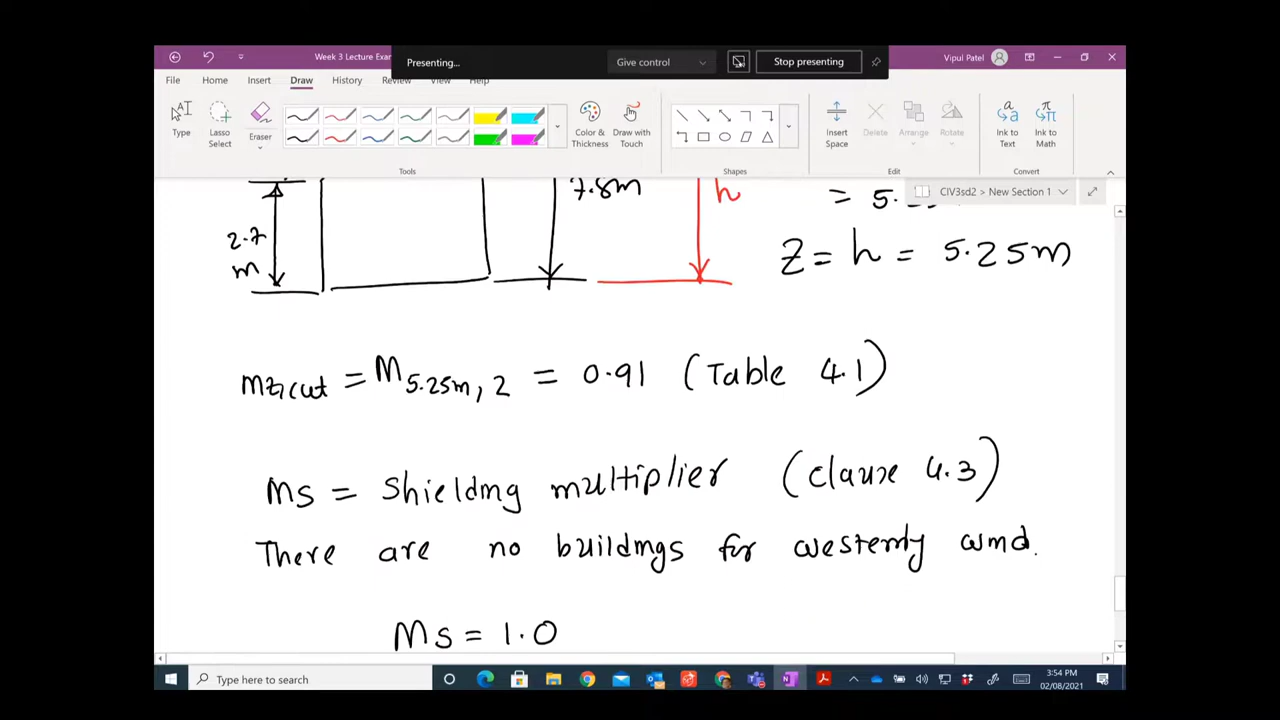 Week 3 Lecture Exam
Presenting...
Give control
Stop presenting
Vipul Patel
File Home Insert Draw History Review View Help
Type
Lasso Select
Eraser
Color & Thickness
Draw with Touch
Insert Space
Delete
Arrange
Rotate
Ink to Text
Ink to Math
Tools
Shapes
Edit
Convert
CIV3sd2 > New Section 1
7.8m
h
= 5.
2.7
m
Z = h = 5.25m
Mz,cat = M5.25m, 2 = 0.91 (Table 4.1)
Ms = Shielding multiplier (clause 4.3)
There are no buildings for westernly wind.
Ms = 1.0
Type here to search
3:54 PM
02/08/2021